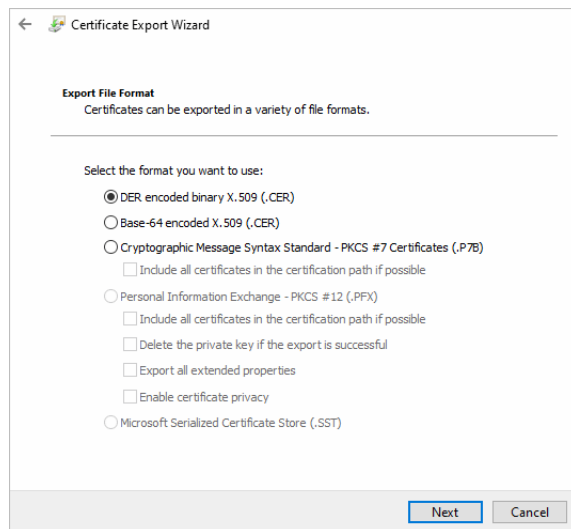 Certificate Export Wizard
Export File Format
Certificates can be exported in a variety of file formats.
Select the format you want to use:
DER encoded binary X.509 (.CER)
Base-64 encoded X.509 (.CER)
Cryptographic Message Syntax Standard - PKCS #7 Certificates (.P7B)
Include all certificates in the certification path if possible
Personal Information Exchange - PKCS #12 (.PFX)
Include all certificates in the certification path if possible
Delete the private key if the export is successful
Export all extended properties
Enable certificate privacy
Microsoft Serialized Certificate Store (.SST)
Next Cancel